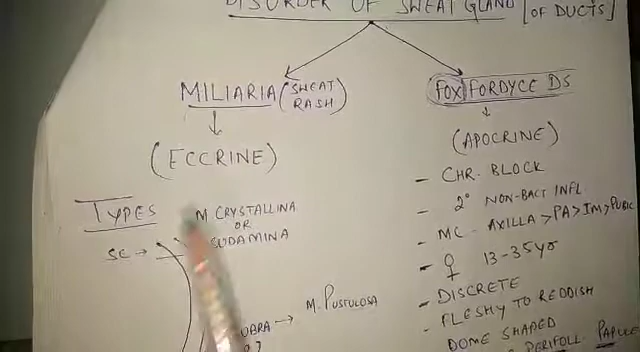 DISORDER OF SWEAT GLAND [OF DUCTS]
MILIARIA (SWEAT RASH)
(ECCRINE)
TYPES
M CRYSTALLINA
OR
SUDAMINA
SC →
→ M. PUSTULOSA
FOX FORDYCE DS
(APOCRINE)
- CHR. BLOCK
- 2° NON-BACT INFL.
- MC - AXILLA > PA > IM > PUBIC
- ♀ 13-35 yr
- DISCRETE
- FLESHY TO REDDISH
DOME SHAPED
PERIFOLL. PAPULE